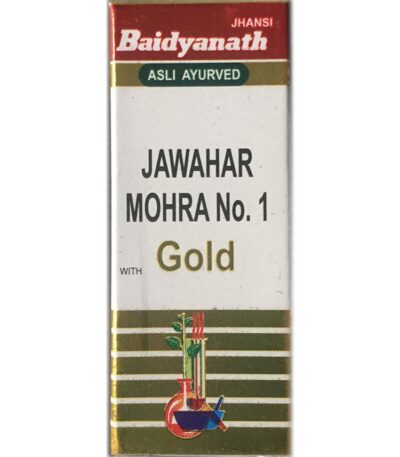 JHANSI
Baidyanath
ASLI AYURVED
JAWAHAR
MOHRA No. 1
WITH Gold